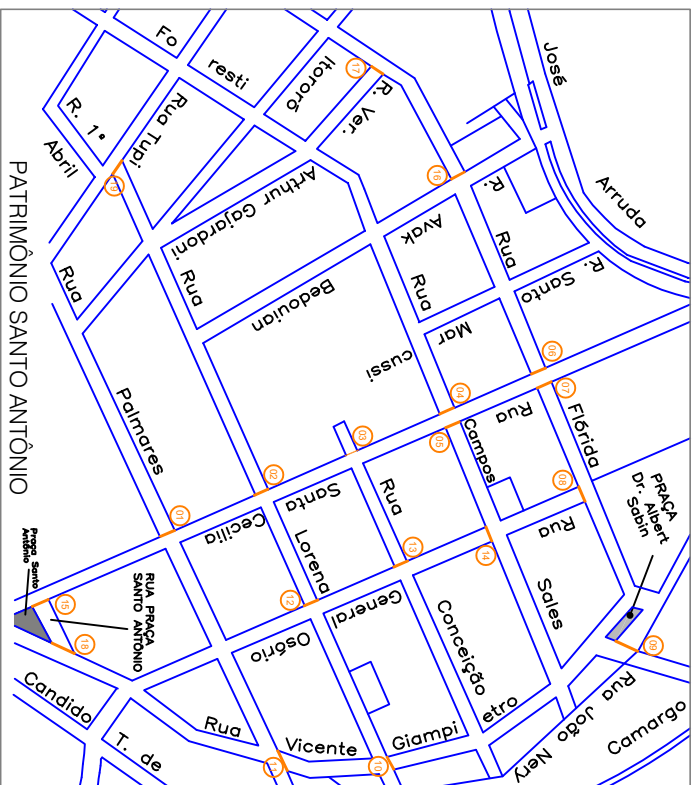 Fo
resti
Itororó
17
R. Ver.
José
Arruda
R. 1º
Abril
Rua Tupi
19
Arthur Gajardoni
16
R.
Rua
Avak
Rua
R. Santo
Rua
Rua
Bedouian
Mar
cussi
06
07
04
05
Rua
Flórida
Campos
08
PRAÇA
Dr. Albert
Sabin
Palmares
03
02
Santa
Rua
Rua
01
Cecilia
Lorena
13
14
Sales
12
General
Conceição
09
Praça Santo
Antônio
15
18
RUA PRAÇA
SANTO ANTÔNIO
Osório
etro
Rua João Nery
Camargo
Candido
T. de
Rua
Vicente
Giampi
11
10
PATRIMÔNIO SANTO ANTÔNIO